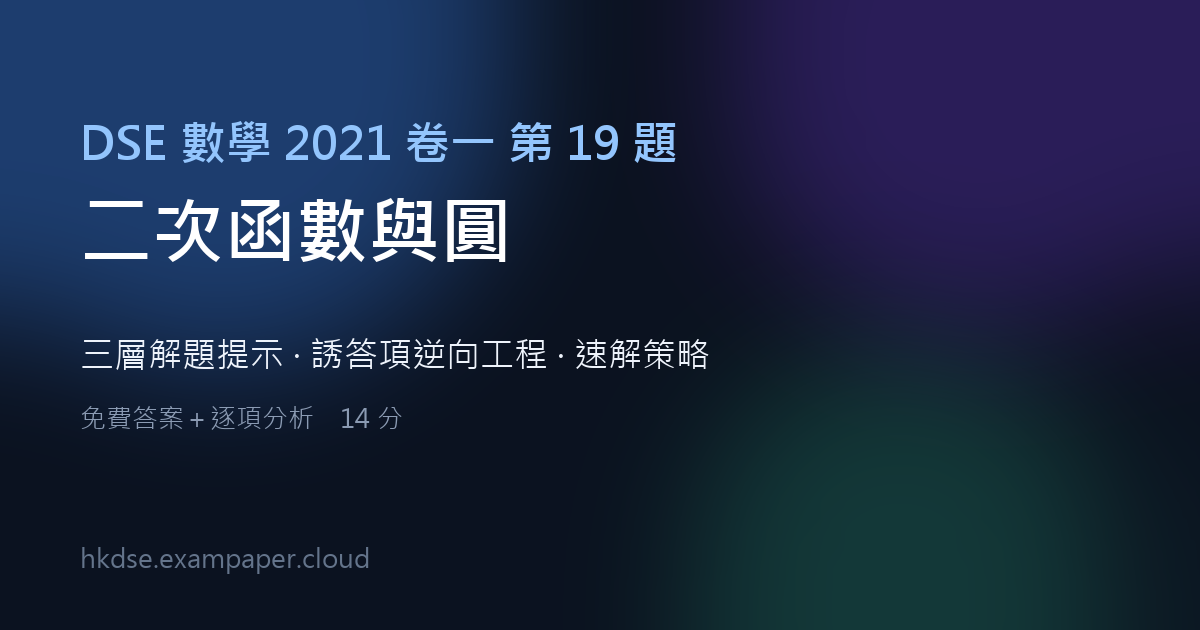 DSE 數學 2021 卷一 第 19 題
二次函數與圓
三層解題提示 · 誘答項逆向工程 · 速解策略
免費答案 + 逐項分析 14 分
hkdse.exampaper.cloud